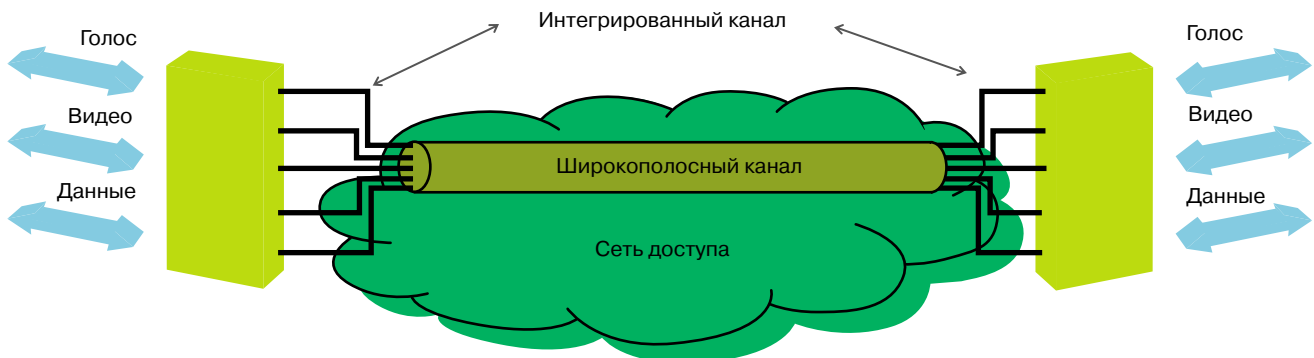 Интегрированный канал
Голос
Голос
Видео
Видео
Широкополосный канал
Данные
Данные
Сеть доступа